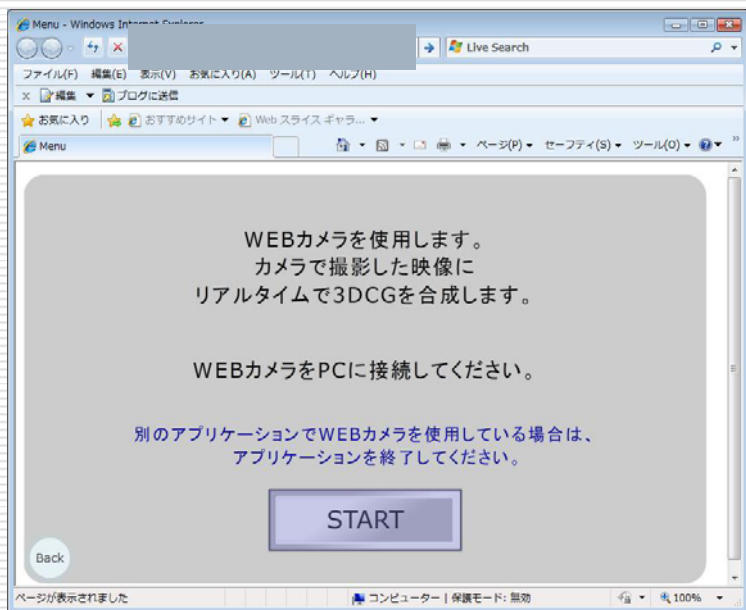 Menu - Windows Internet Explorer
Live Search
ファイル(F) 編集(E) 表示(V) お気に入り(A) ツール(T) ヘルプ(H)
x 編集 ブログに送信
お気に入り おすすめサイト Web スライス ギャラ...
Menu ページ(P) セーフティ(S) ツール(O)
WEBカメラを使用します。
カメラで撮影した映像に
リアルタイムで3DCGを合成します。
WEBカメラをPCに接続してください。
別のアプリケーションでWEBカメラを使用している場合は、
アプリケーションを終了してください。
START
Back
ページが表示されました コンピューター | 保護モード: 無効 100%